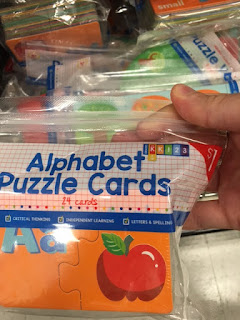 Alphabet
Puzzle Cards
24 cards
CRITICAL THINKING INDEPENDENT LEARNING LETTERS & SPELLING
Aa